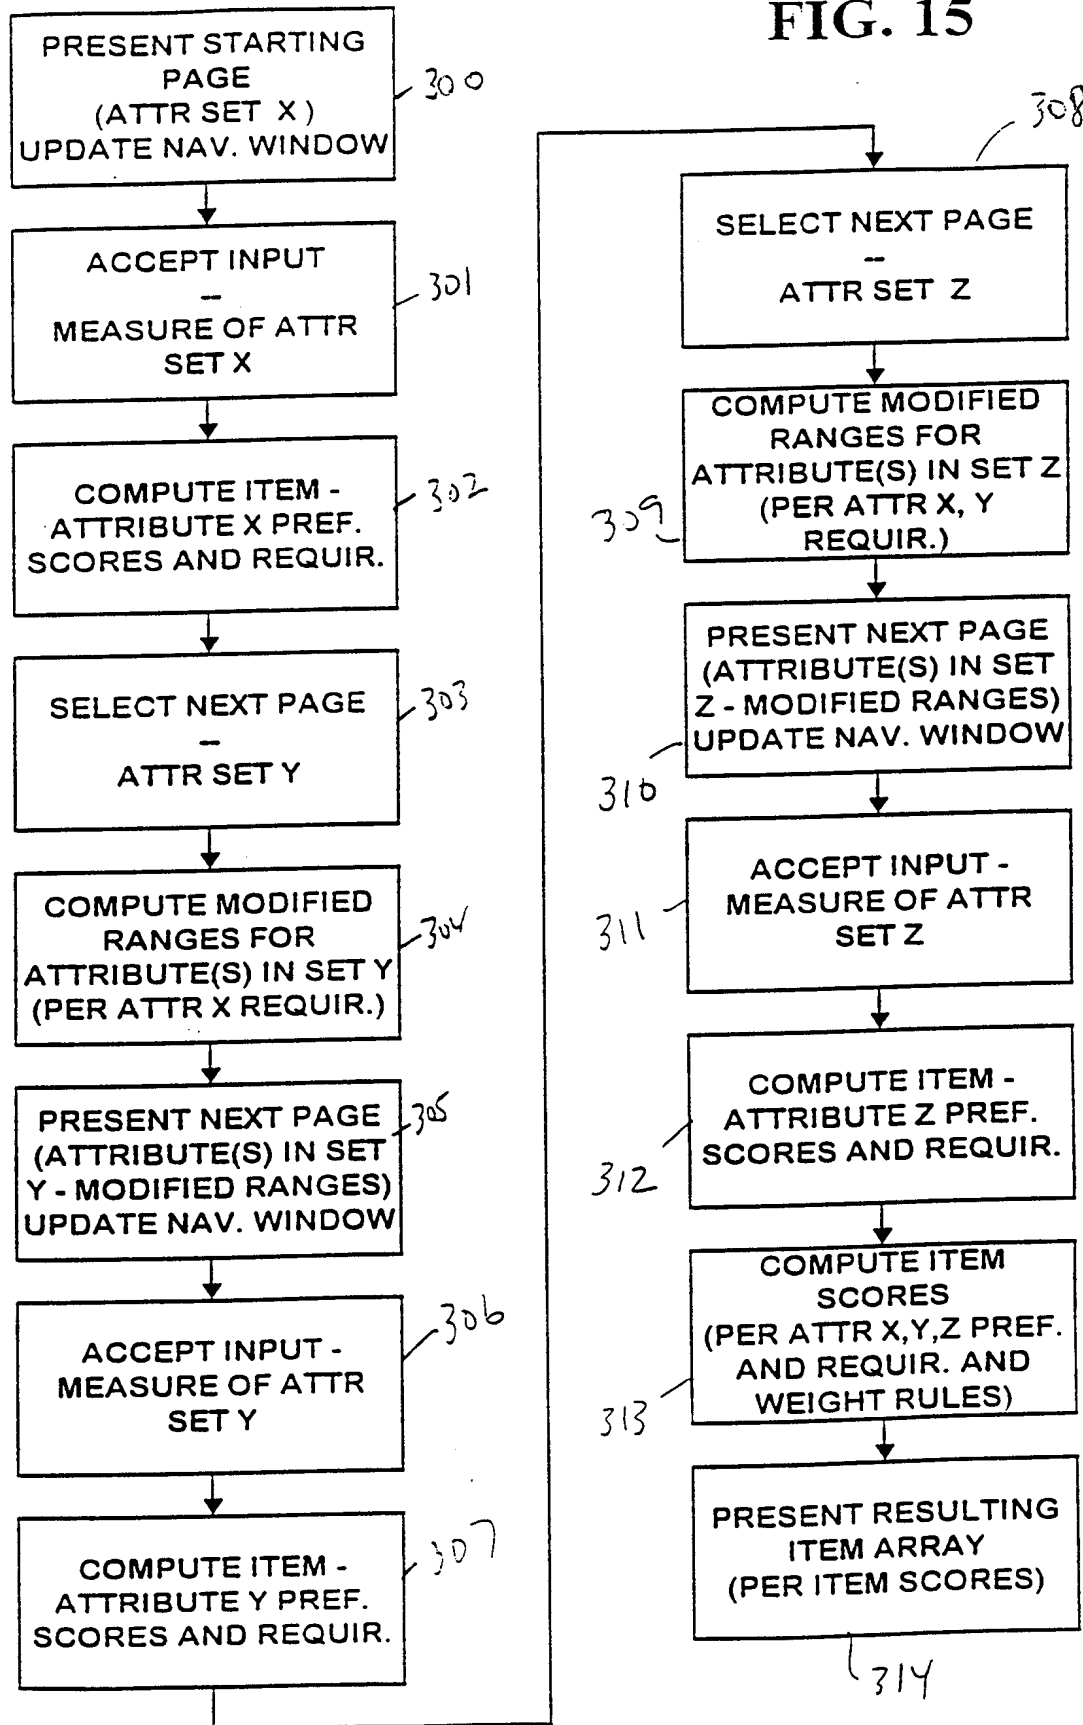 FIG. 15
PRESENT STARTING
PAGE
(ATTR SET X)
UPDATE NAV. WINDOW
300
ACCEPT INPUT
--
MEASURE OF ATTR
SET X
301
COMPUTE ITEM -
ATTRIBUTE X PREF.
SCORES AND REQUIR.
302
SELECT NEXT PAGE
--
ATTR SET Y
303
COMPUTE MODIFIED
RANGES FOR
ATTRIBUTE(S) IN SET Y
(PER ATTR X REQUIR.)
304
PRESENT NEXT PAGE
(ATTRIBUTE(S) IN SET
Y - MODIFIED RANGES)
UPDATE NAV. WINDOW
305
ACCEPT INPUT -
MEASURE OF ATTR
SET Y
306
COMPUTE ITEM -
ATTRIBUTE Y PREF.
SCORES AND REQUIR.
307
SELECT NEXT PAGE
--
ATTR SET Z
308
COMPUTE MODIFIED
RANGES FOR
ATTRIBUTE(S) IN SET Z
(PER ATTR X, Y
REQUIR.)
309
PRESENT NEXT PAGE
(ATTRIBUTE(S) IN SET
Z - MODIFIED RANGES)
UPDATE NAV. WINDOW
310
ACCEPT INPUT -
MEASURE OF ATTR
SET Z
311
COMPUTE ITEM -
ATTRIBUTE Z PREF.
SCORES AND REQUIR.
312
COMPUTE ITEM
SCORES
(PER ATTR X,Y,Z PREF.
AND REQUIR. AND
WEIGHT RULES)
313
PRESENT RESULTING
ITEM ARRAY
(PER ITEM SCORES)
314